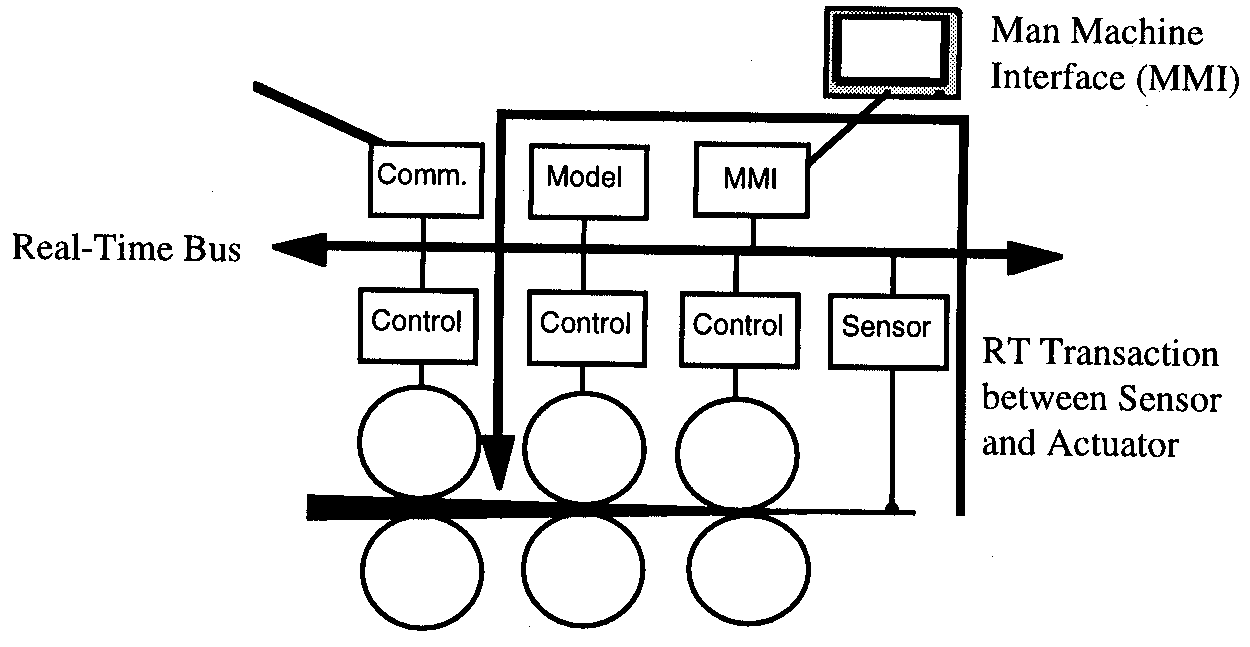 Man Machine
Interface (MMI)
Comm.
Model
MMI
Real-Time Bus
Control
Control
Control
Sensor
RT Transaction
between Sensor
and Actuator